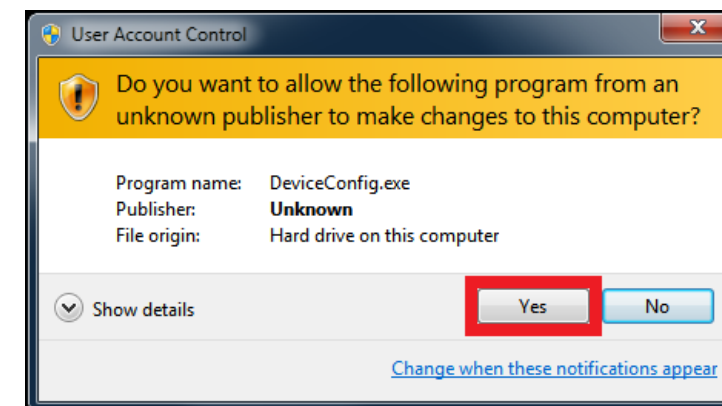 User Account Control
Do you want to allow the following program from an
unknown publisher to make changes to this computer?
Program name: DeviceConfig.exe
Publisher: Unknown
File origin: Hard drive on this computer
Show details
Yes No
Change when these notifications appear